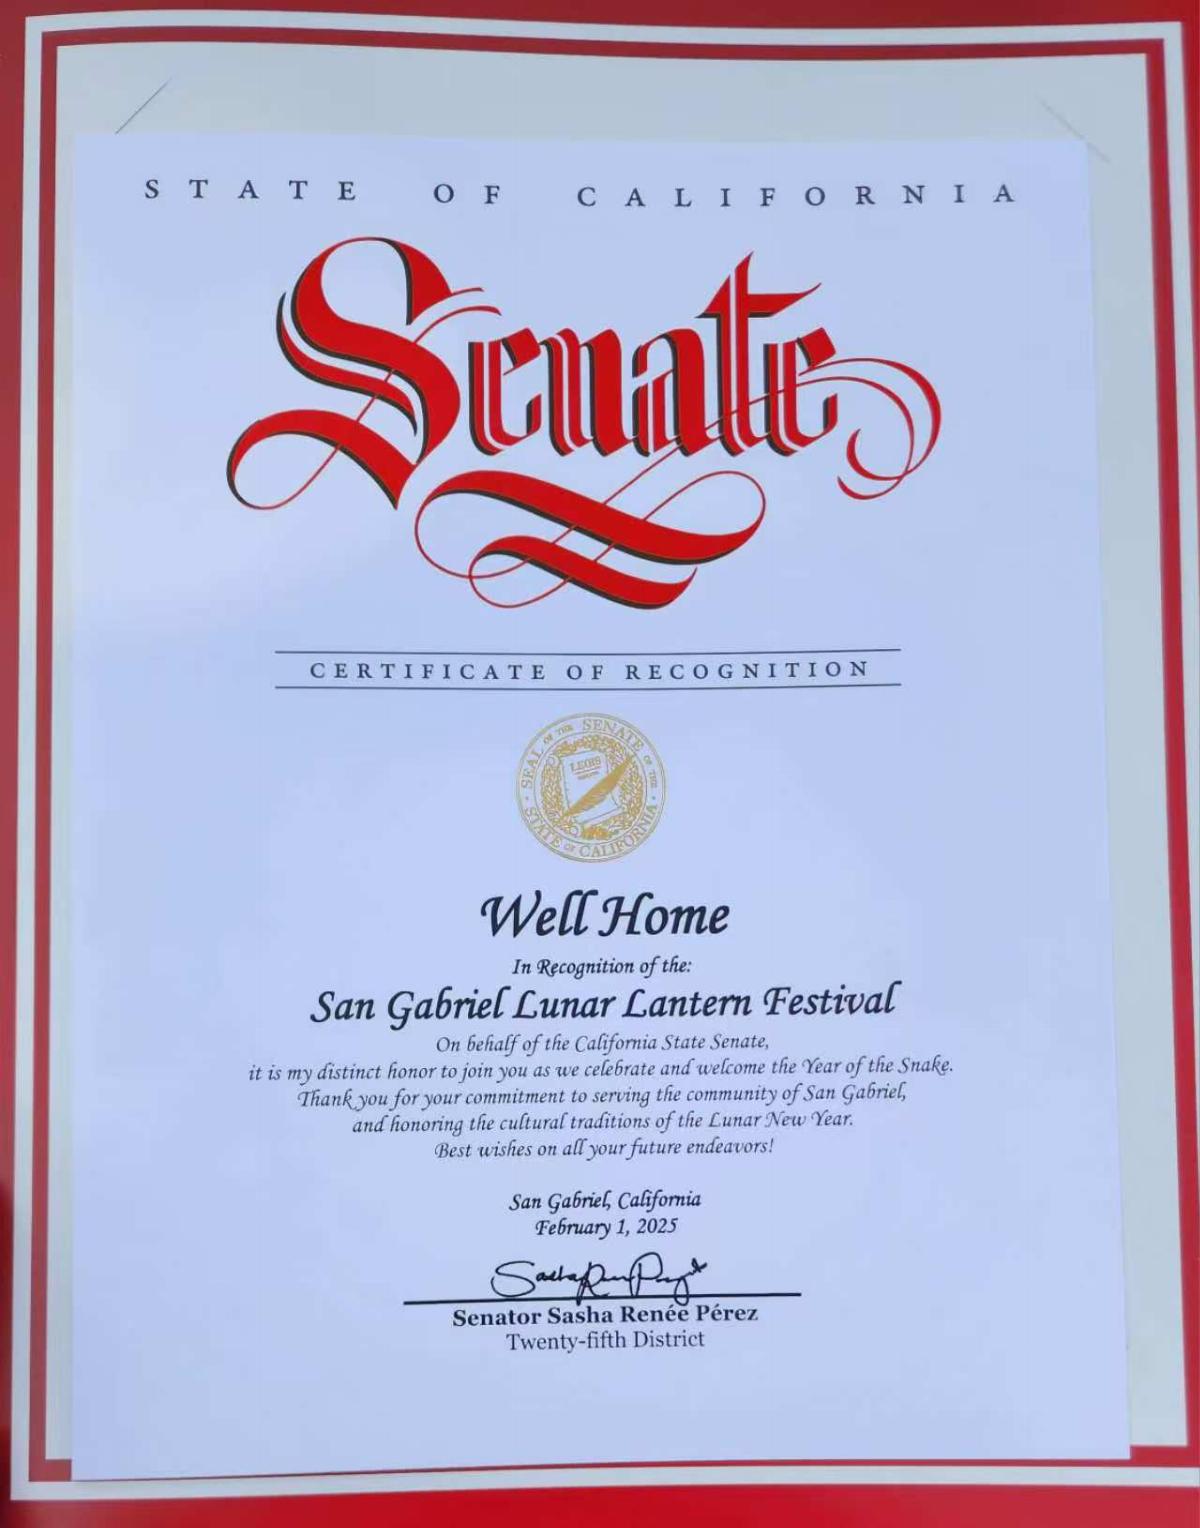 STATE OF CALIFORNIA
Senate
CERTIFICATE OF RECOGNITION
SEAL OF THE SENATE OF THE STATE OF CALIFORNIA
LEGIS
Well Home
In Recognition of the:
San Gabriel Lunar Lantern Festival
On behalf of the California State Senate,
it is my distinct honor to join you as we celebrate and welcome the Year of the Snake.
Thank you for your commitment to serving the community of San Gabriel,
and honoring the cultural traditions of the Lunar New Year.
Best wishes on all your future endeavors!
San Gabriel, California
February 1, 2025
Senator Sasha Renée Pérez
Twenty-fifth District